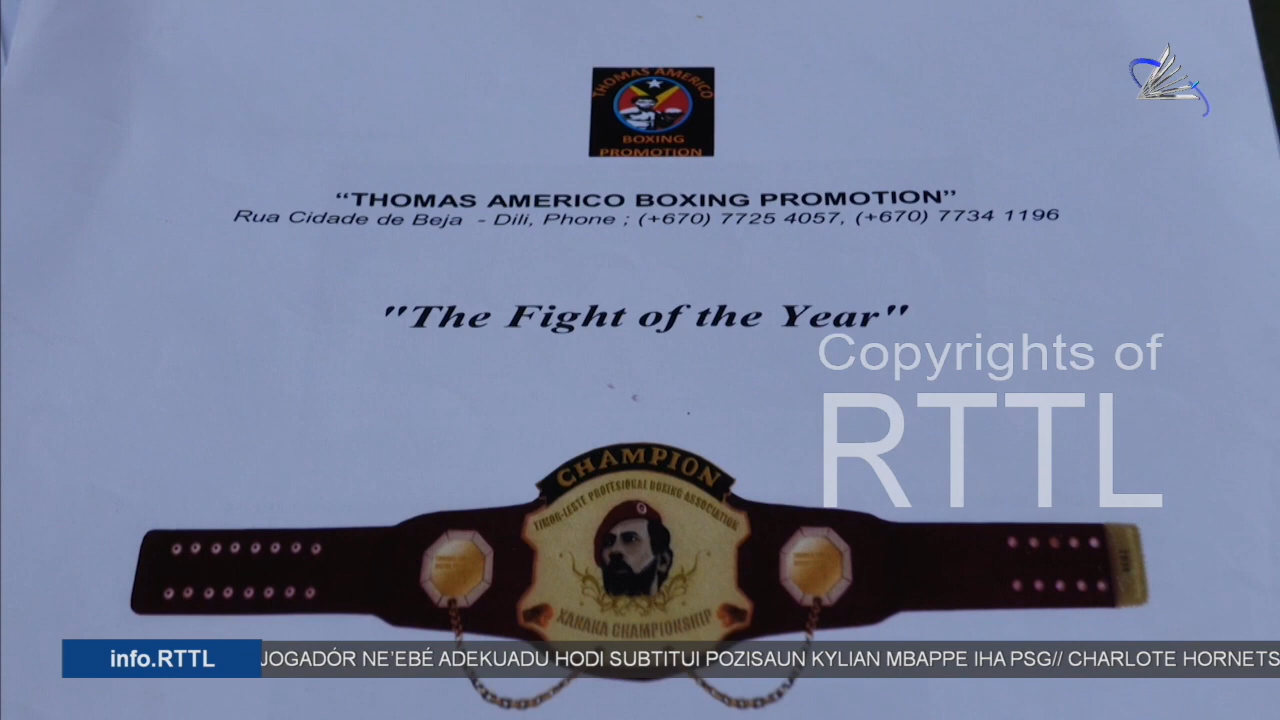 THOMAS AMERICO
BOXING
PROMOTION
“THOMAS AMERICO BOXING PROMOTION”
Rua Cidade de Beja - Dili, Phone ; (+670) 7725 4057, (+670) 7734 1196
"The Fight of the Year"
Copyrights of
RTTL
CHAMPION
TIMOR-LESTE PROFESIONAL BOXING ASSOCIATION
XANANA CHAMPIONSHIP
info.RTTL
JOGADÓR NE’EBÉ ADEKUADU HODI SUBTITUI POZISAUN KYLIAN MBAPPE IHA PSG// CHARLOTE HORNETS